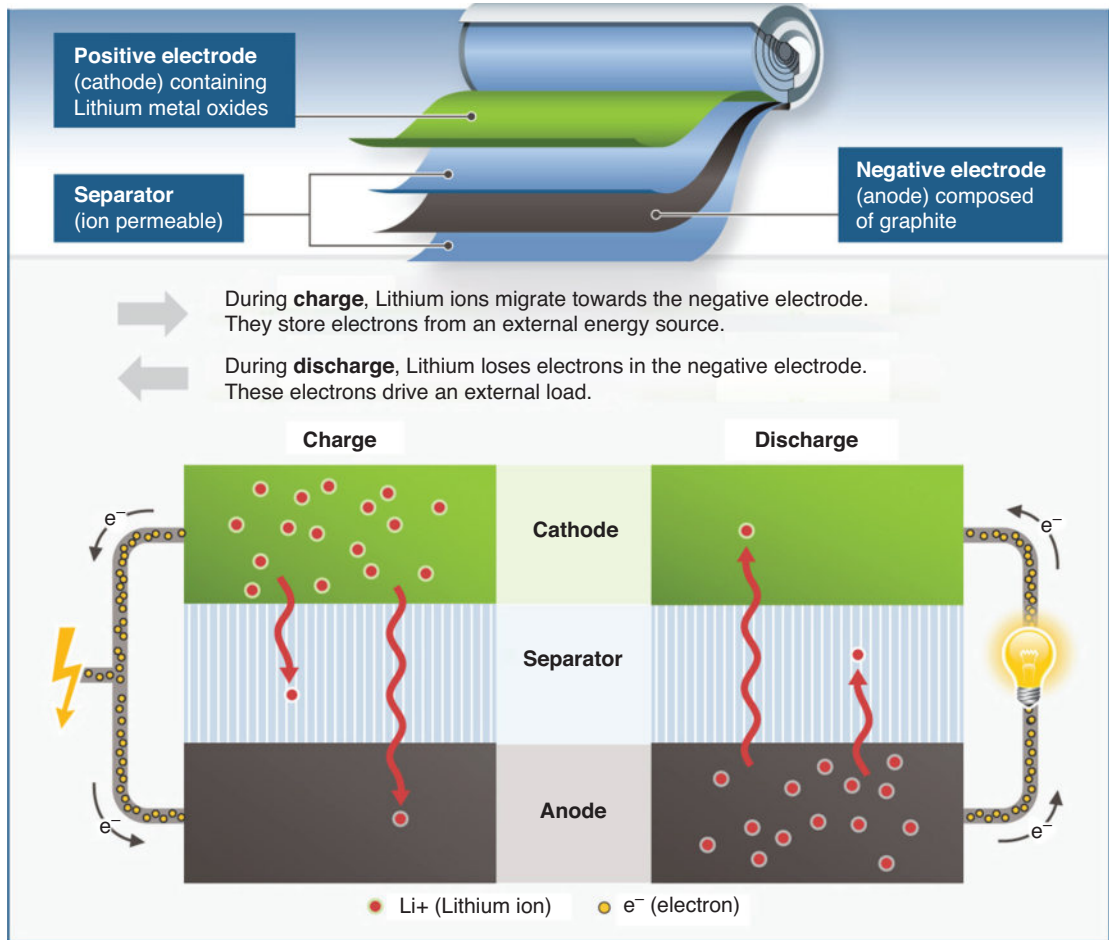 Positive electrode
(cathode) containing
Lithium metal oxides
Separator
(ion permeable)
Negative electrode
(anode) composed
of graphite
During charge, Lithium ions migrate towards the negative electrode.
They store electrons from an external energy source.
During discharge, Lithium loses electrons in the negative electrode.
These electrons drive an external load.
Charge
Discharge
e⁻
e⁻
Cathode
Separator
Anode
e⁻
e⁻
Li+ (Lithium ion)
e⁻ (electron)